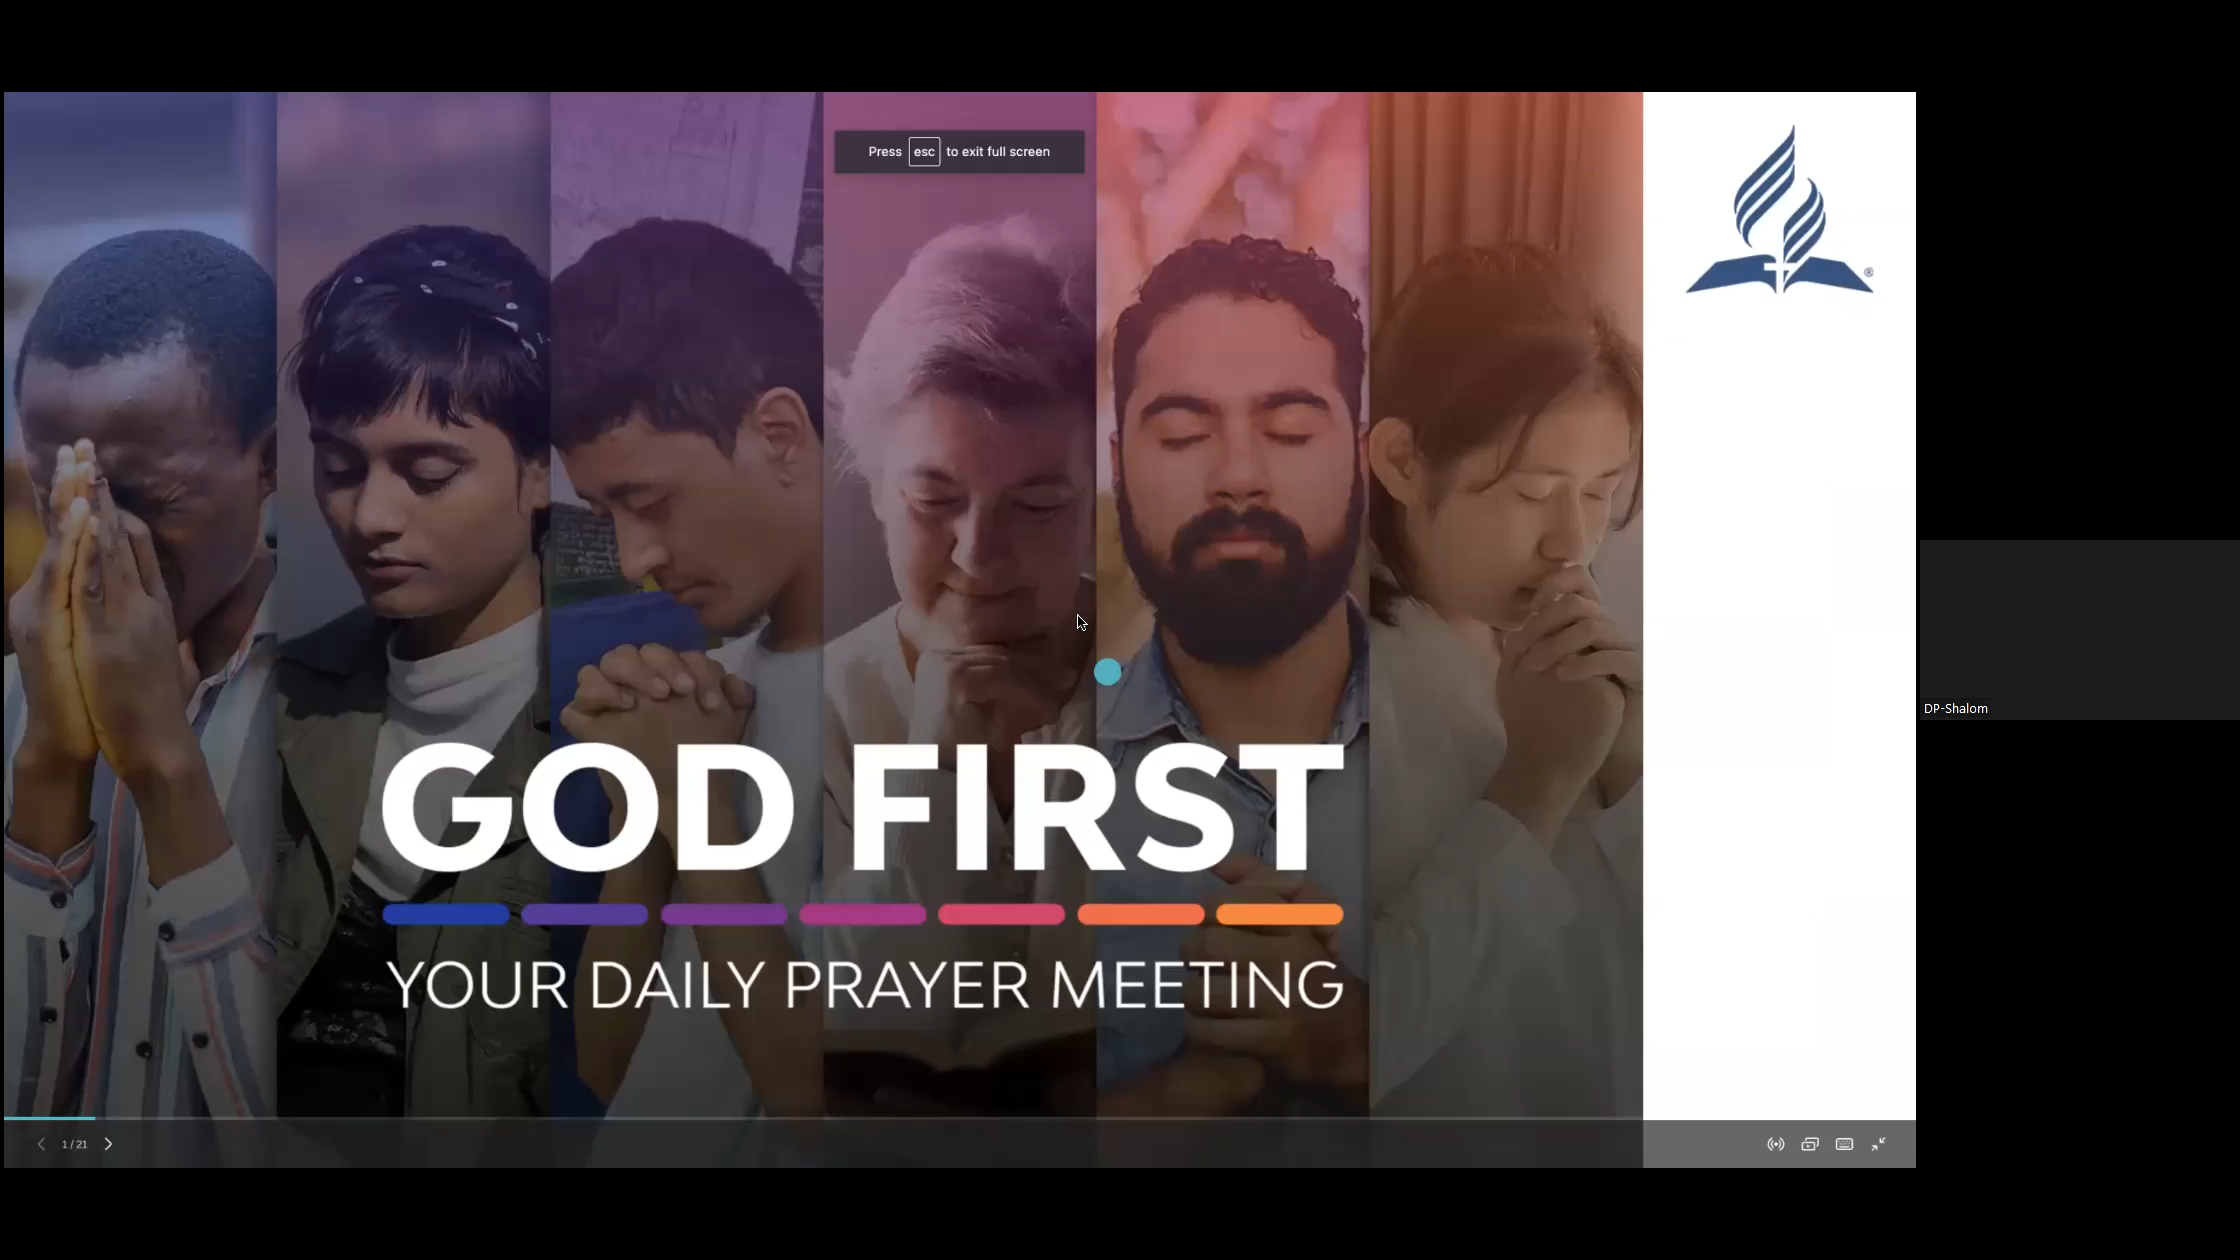 Press esc to exit full screen
®
DP-Shalom
GOD FIRST
YOUR DAILY PRAYER MEETING
1 / 21